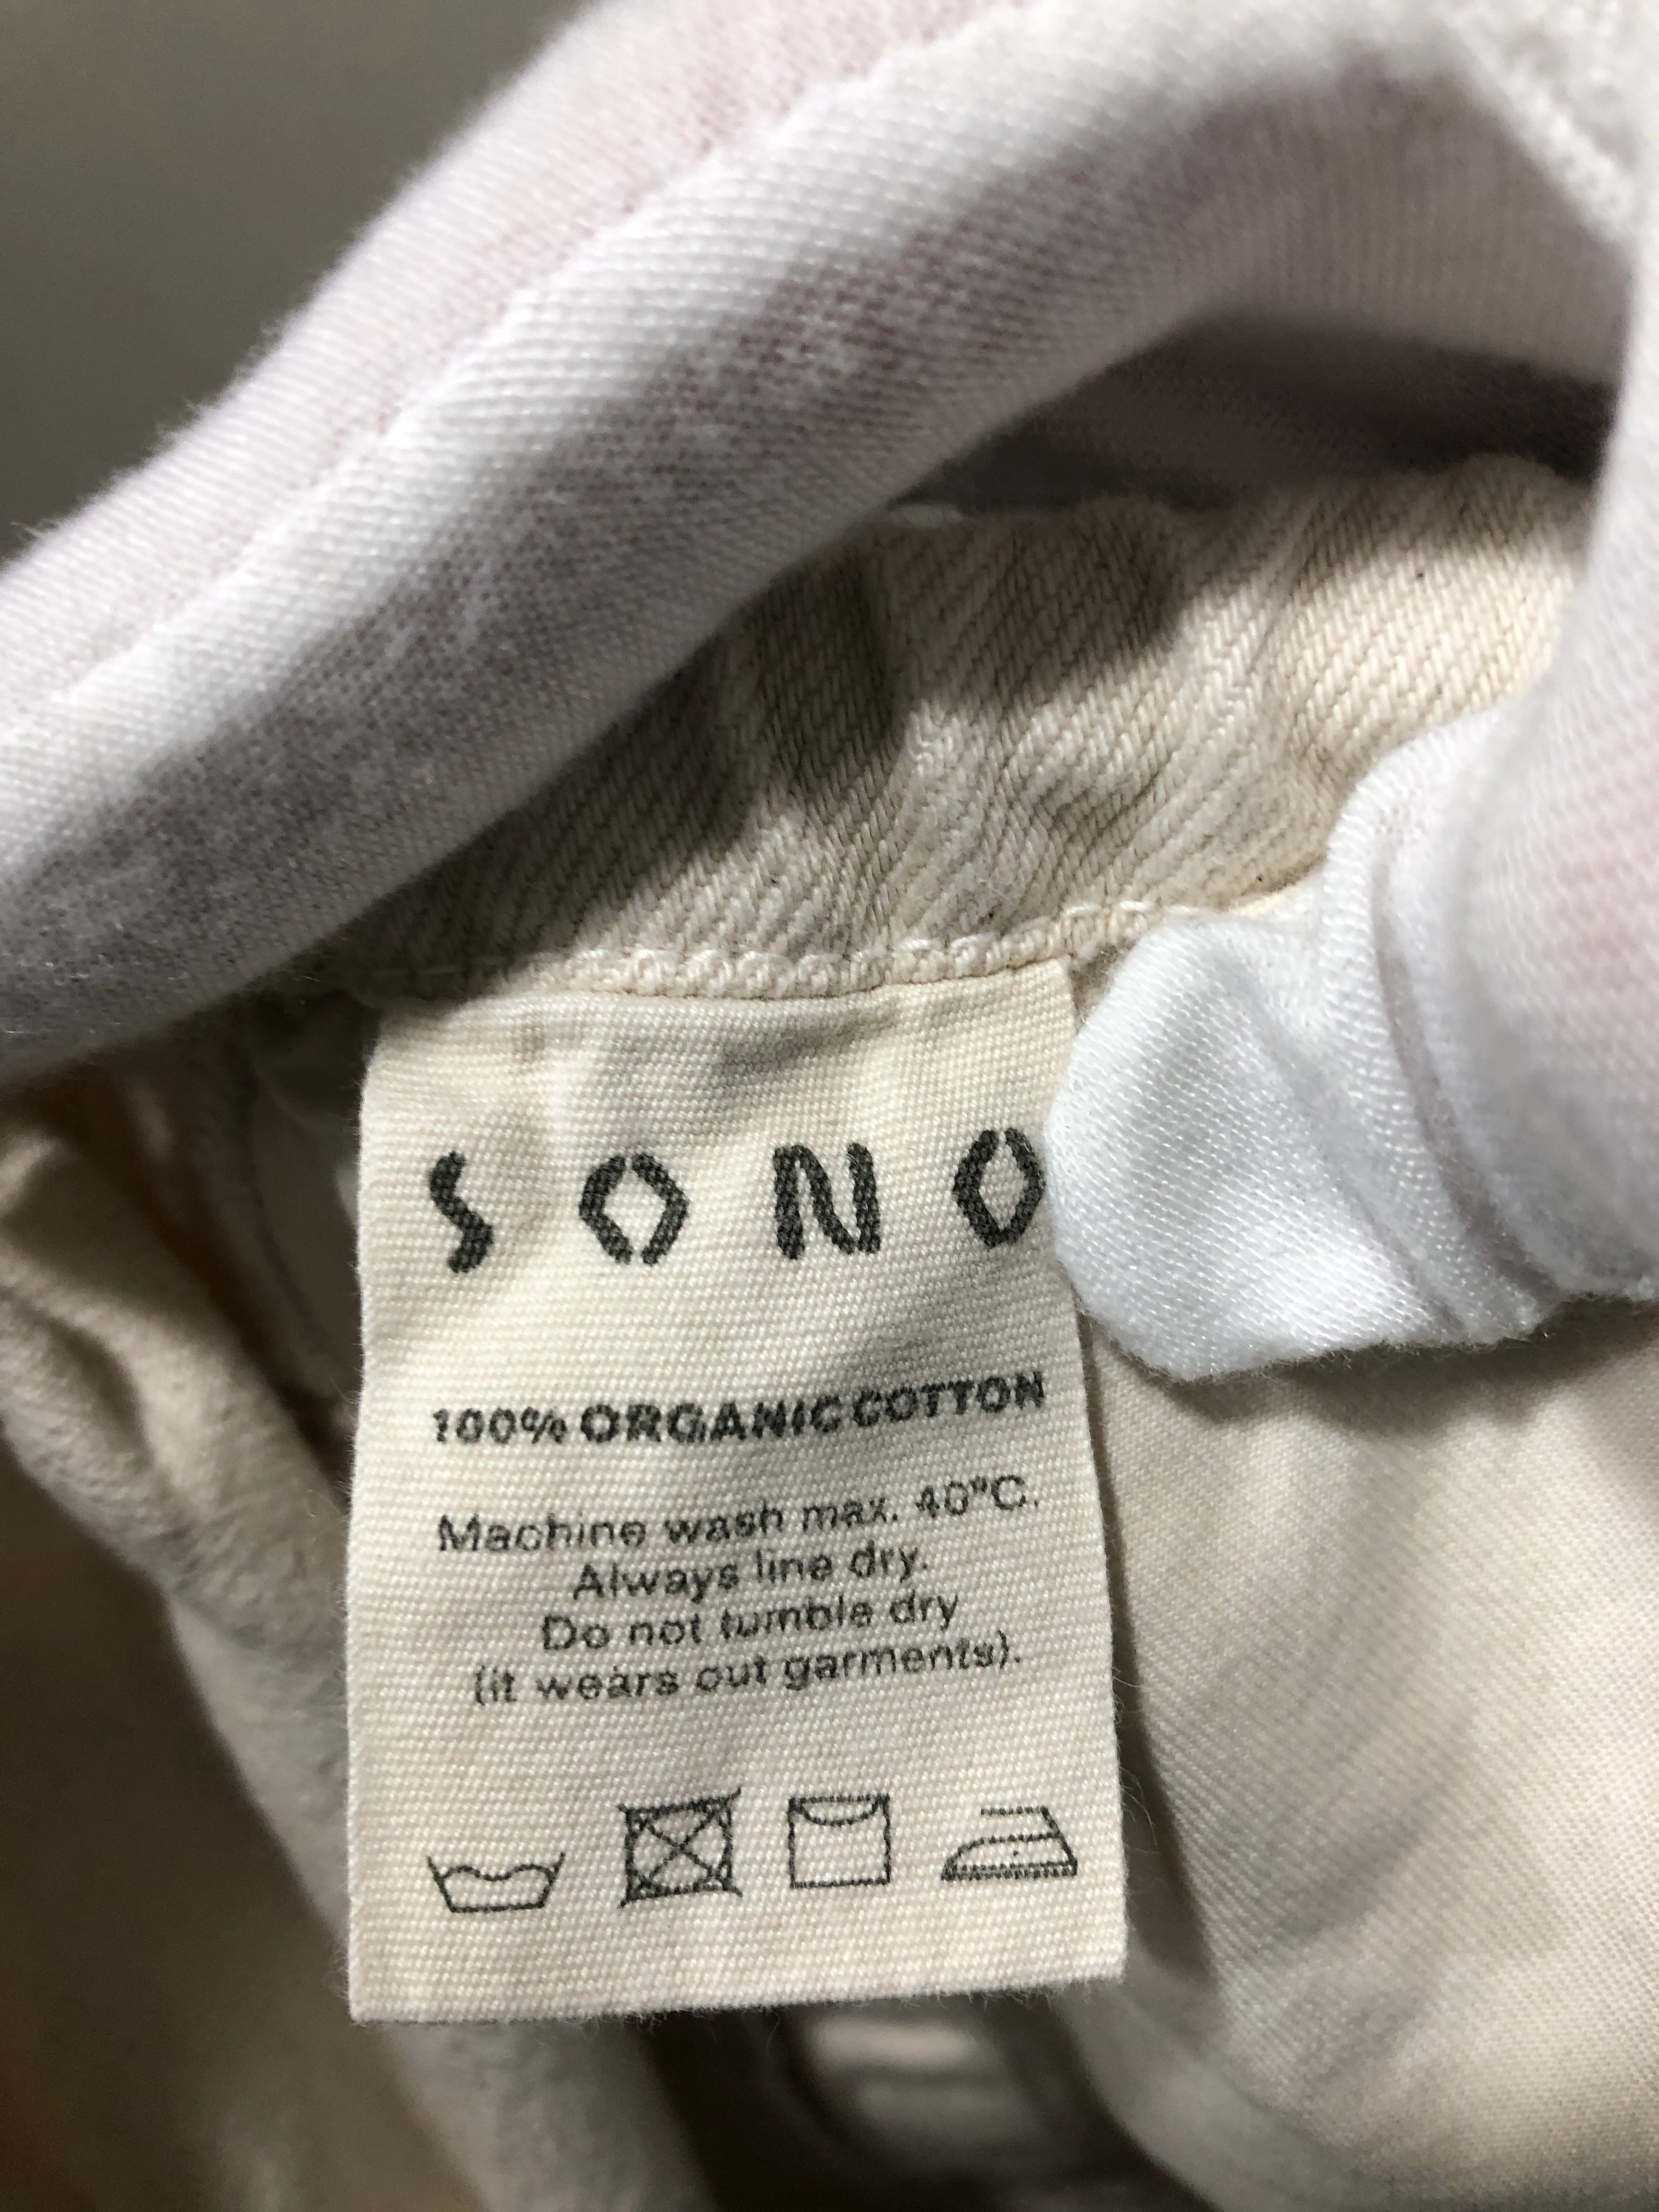 SONO
100% ORGANIC COTTON
Machine wash max. 40°C.
Always line dry.
Do not tumble dry
(it wears out garments).